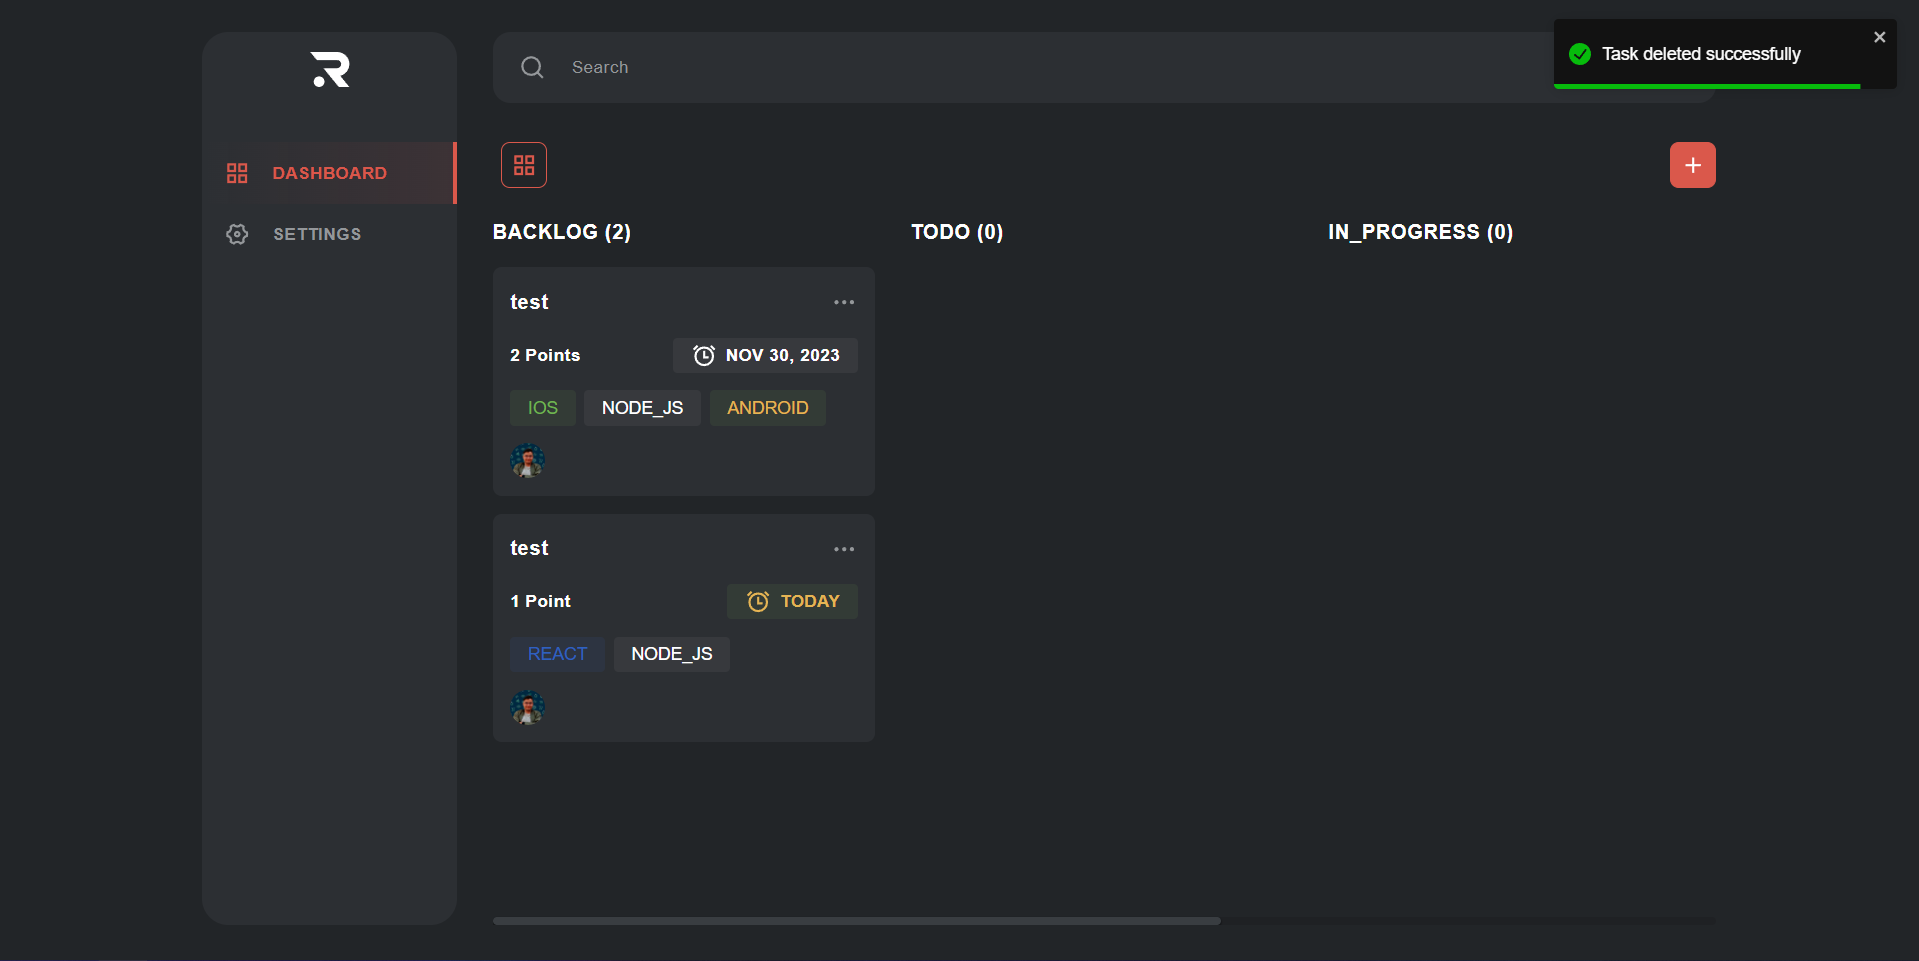 Search
Task deleted successfully
DASHBOARD
SETTINGS
BACKLOG (2)
test
2 Points
NOV 30, 2023
IOS NODE_JS ANDROID
test
1 Point
TODAY
REACT NODE_JS
TODO (0)
IN_PROGRESS (0)